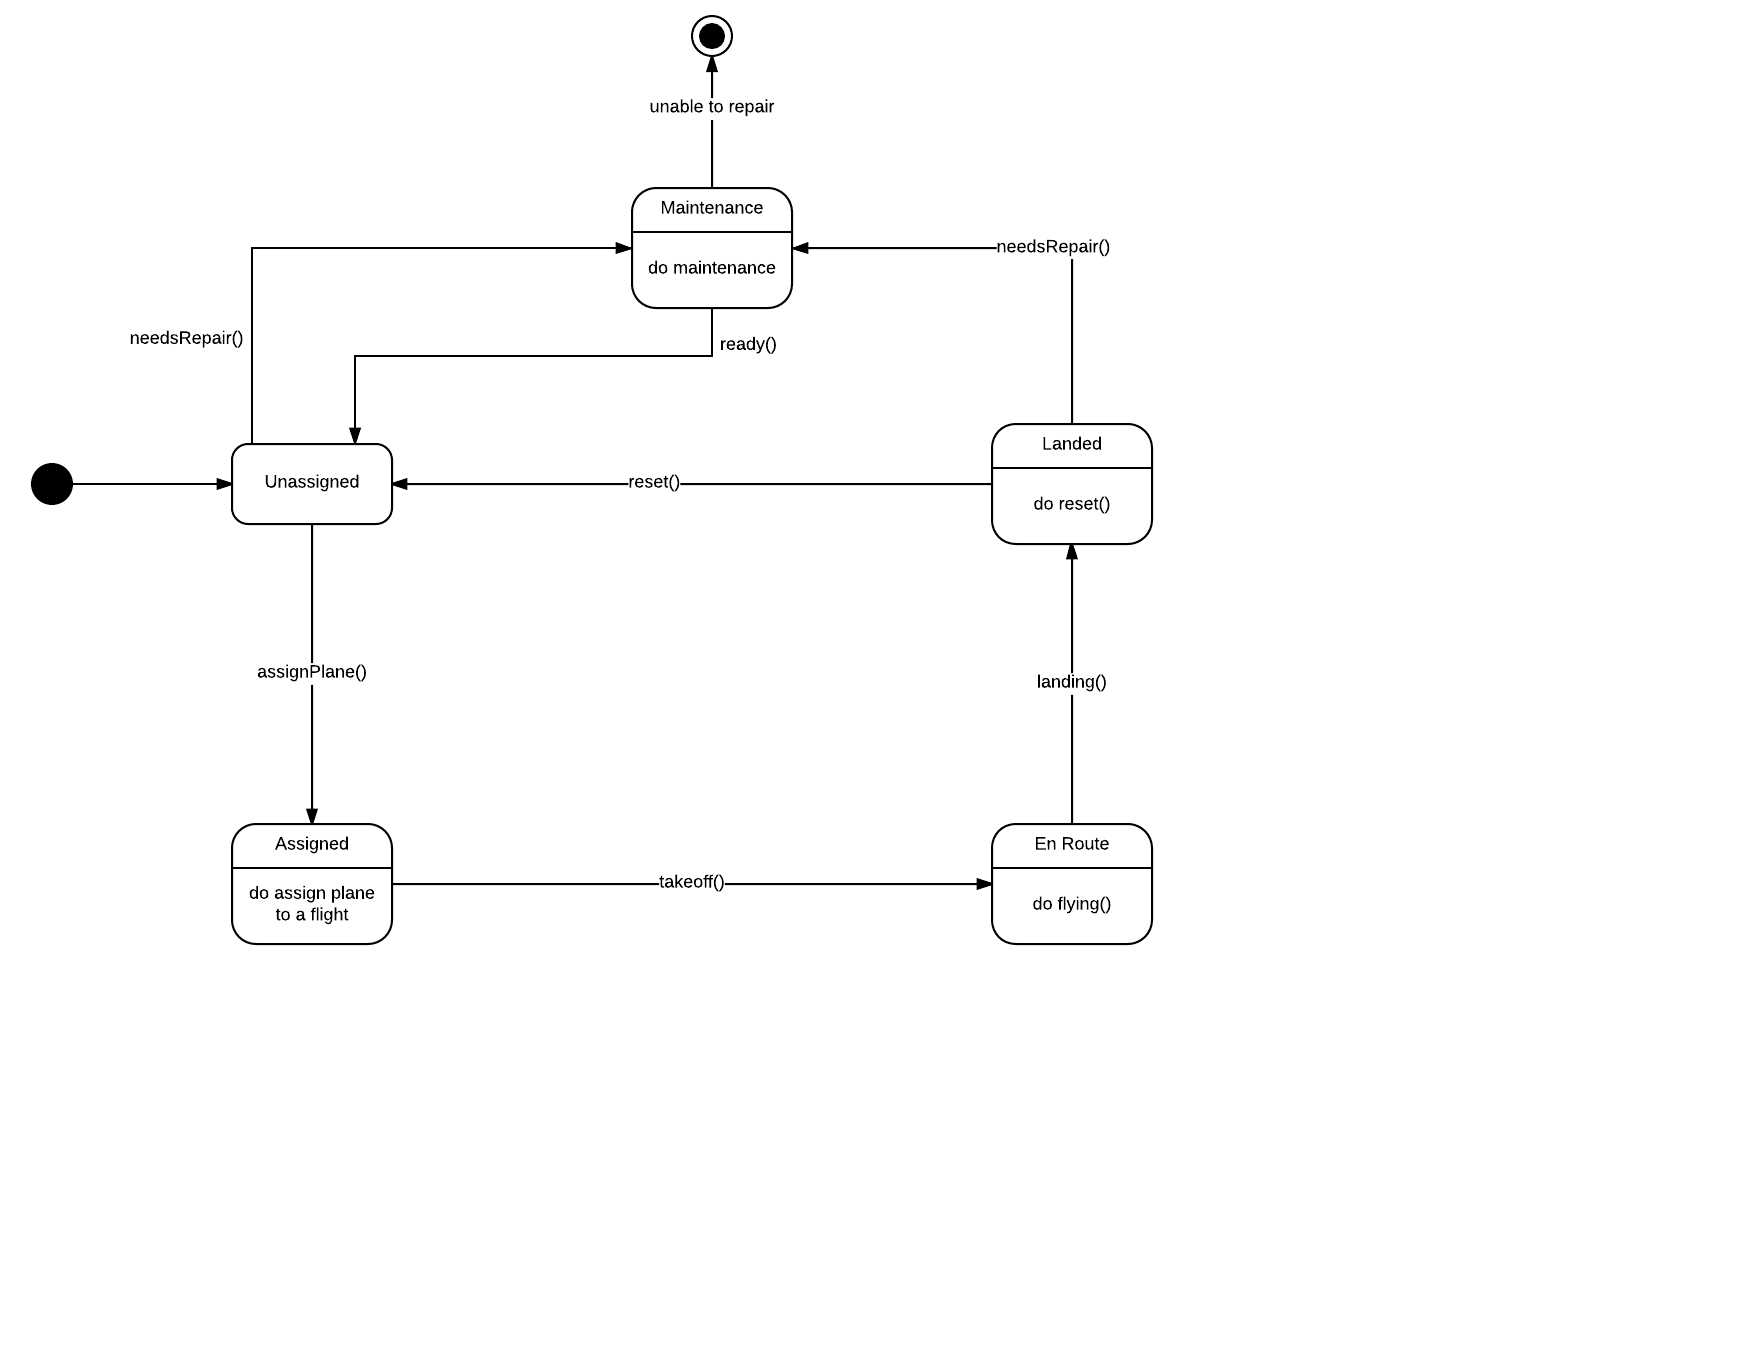 unable to repair
Maintenance
do maintenance
needsRepair()
needsRepair()
ready()
Unassigned
reset()
Landed
do reset()
assignPlane()
landing()
Assigned
do assign plane
to a flight
takeoff()
En Route
do flying()